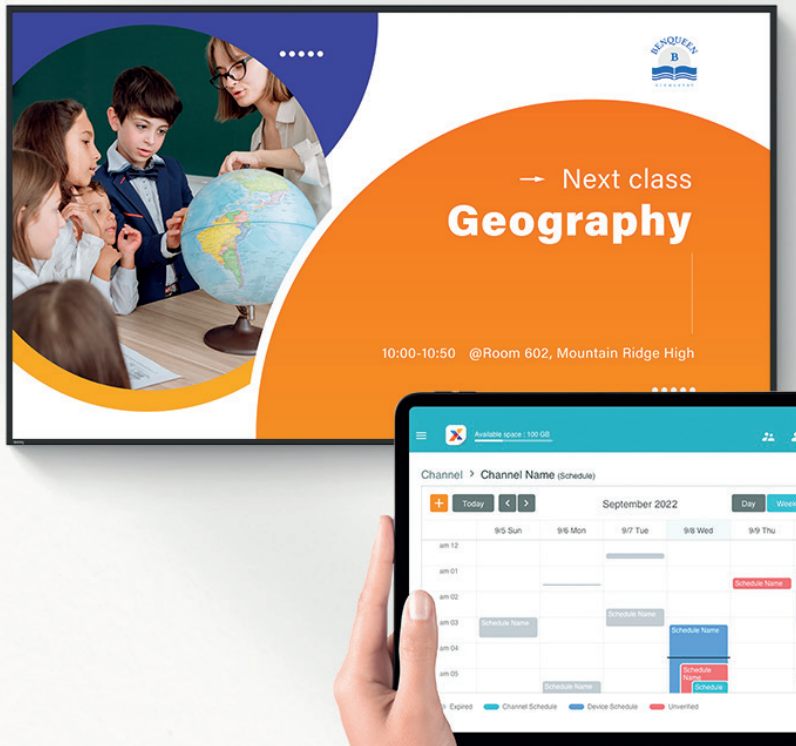 BENQUEEN
B
→ Next class
Geography
10:00-10:50 @Room 602, Mountain Ridge High
Available space : 100 GB
Channel > Channel Name (Schedule)
+ Today < > September 2022 Day Week
9/5 Sun 9/6 Mon 9/7 Tue 9/8 Wed 9/9 Thu
am 12
am 01
Schedule Name
am 02
Schedule Name
am 03 Schedule Name
Schedule Name
am 04
Schedule Name
am 05
Schedule Name Schedule
Expired Channel Schedule Device Schedule Unverified